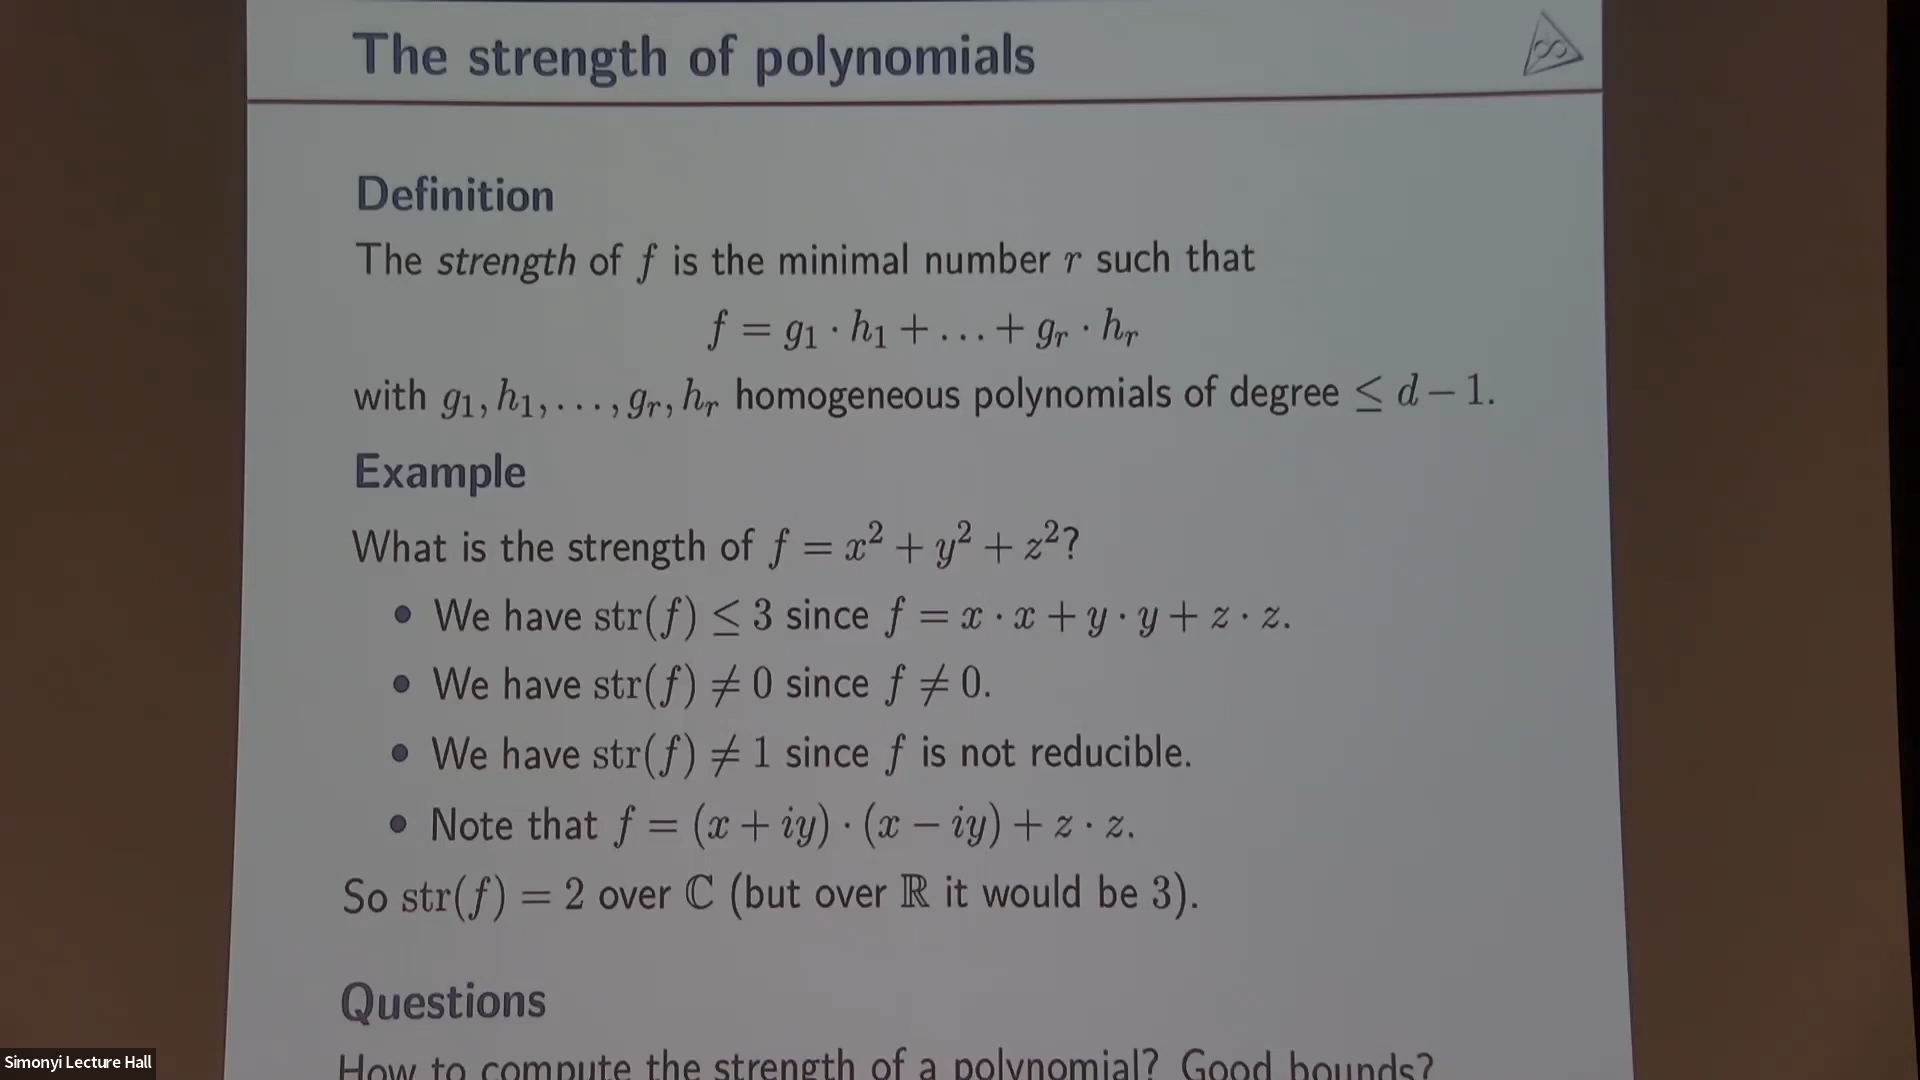 The strength of polynomials
Definition
The strength of f is the minimal number r such that
f = g₁ · h₁ + … + gᵣ · hᵣ
with g₁, h₁, …, gᵣ, hᵣ homogeneous polynomials of degree ≤ d − 1.
Example
What is the strength of f = x² + y² + z²?
• We have str(f) ≤ 3 since f = x · x + y · y + z · z.
• We have str(f) ≠ 0 since f ≠ 0.
• We have str(f) ≠ 1 since f is not reducible.
• Note that f = (x + iy) · (x − iy) + z · z.
So str(f) = 2 over ℂ (but over ℝ it would be 3).
Questions
How to compute the strength of a polynomial? Good bounds?
Simonyi Lecture Hall